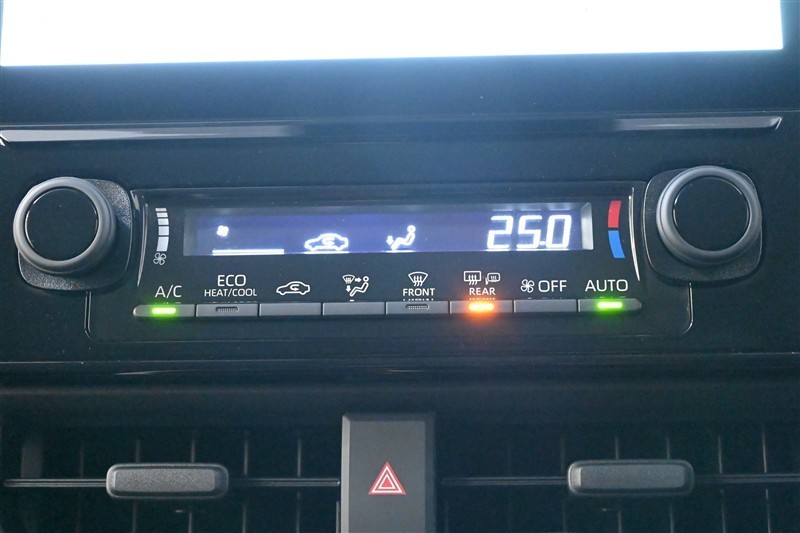 25.0
A/C
ECO
HEAT/COOL
FRONT
REAR
OFF
AUTO